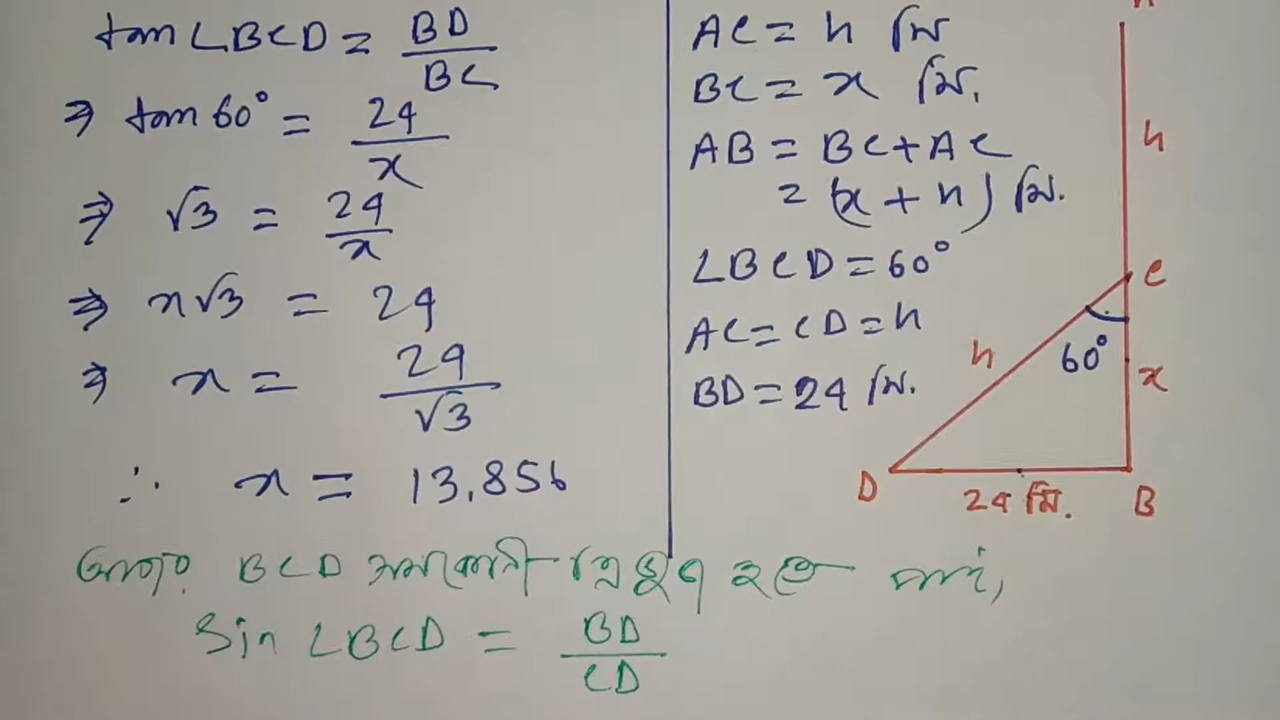 tan∠BCD = BD/BC
⇒ tan 60° = 24/x
⇒ √3 = 24/x
⇒ x√3 = 24
⇒ x = 24/√3
∴ x = 13.856
আবার, BCD সমকোণী ত্রিভুজ হতে পাই,
Sin ∠BCD = BD/CD
AC = h মি
BC = x মি.
AB = BC + AC
= (x + h) মি.
∠BCD = 60°
AC = CD = h
BD = 24 মি.
h
C
h
60°
x
D
24 মি.
B